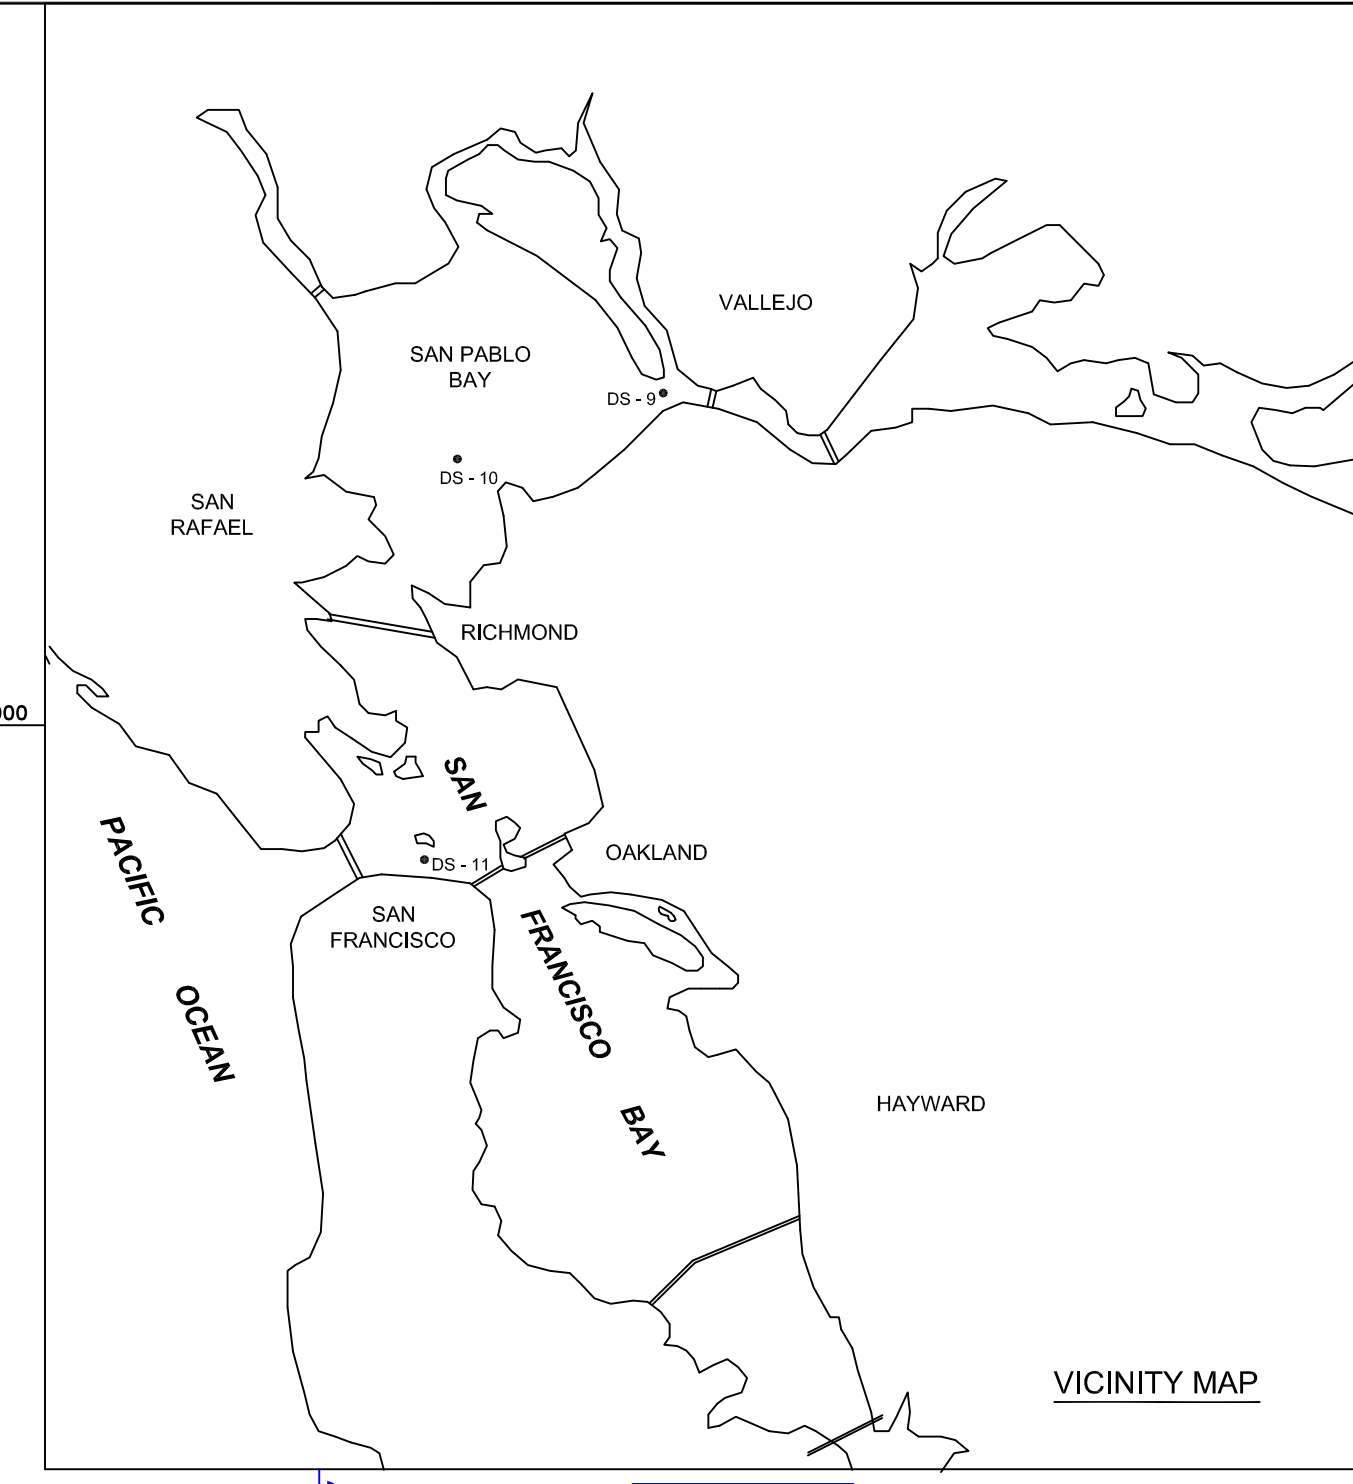 VALLEJO
SAN PABLO
BAY
DS - 9
DS - 10
SAN
RAFAEL
RICHMOND
000
SAN
FRANCISCO
BAY
PACIFIC
OCEAN
OAKLAND
DS - 11
SAN
FRANCISCO
HAYWARD
VICINITY MAP